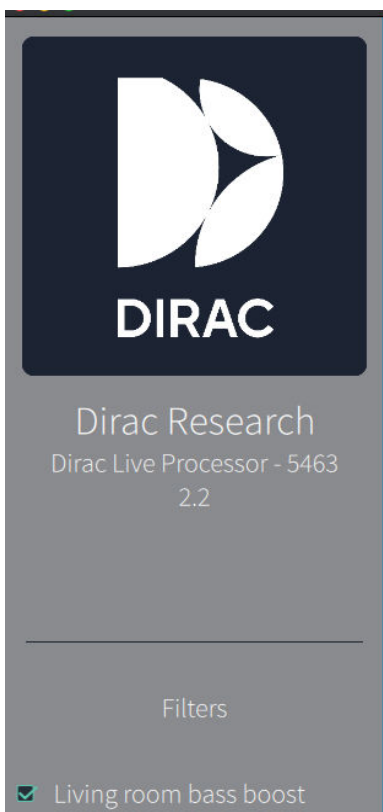 DIRAC
Dirac Research
Dirac Live Processor - 5463
2.2
Filters
Living room bass boost